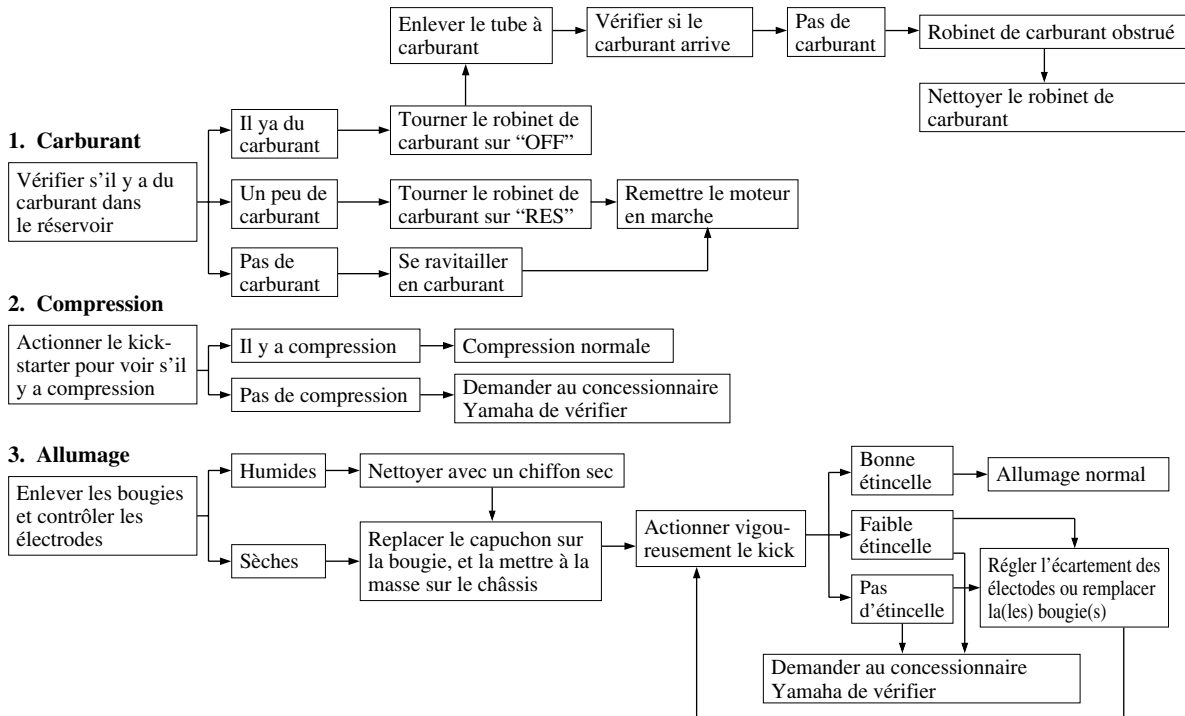 Enlever le tube à
carburant
Vérifier si le
carburant arrive
Pas de
carburant
Robinet de carburant obstrué
Nettoyer le robinet de
carburant
1. Carburant
Vérifier s’il y a du
carburant dans
le réservoir
Il ya du
carburant
Tourner le robinet de
carburant sur “OFF”
Un peu de
carburant
Tourner le robinet de
carburant sur “RES”
Remettre le moteur
en marche
Pas de
carburant
Se ravitailler
en carburant
2. Compression
Actionner le kick-
starter pour voir s’il
y a compression
Il y a compression
Compression normale
Pas de compression
Demander au concessionnaire
Yamaha de vérifier
3. Allumage
Enlever les bougies
et contrôler les
électrodes
Humides
Nettoyer avec un chiffon sec
Sèches
Replacer le capuchon sur
la bougie, et la mettre à la
masse sur le châssis
Actionner vigou-
reusement le kick
Bonne
étincelle
Allumage normal
Faible
étincelle
Pas
d’étincelle
Régler l’écartement des
électodes ou remplacer
la(les) bougie(s)
Demander au concessionnaire
Yamaha de vérifier